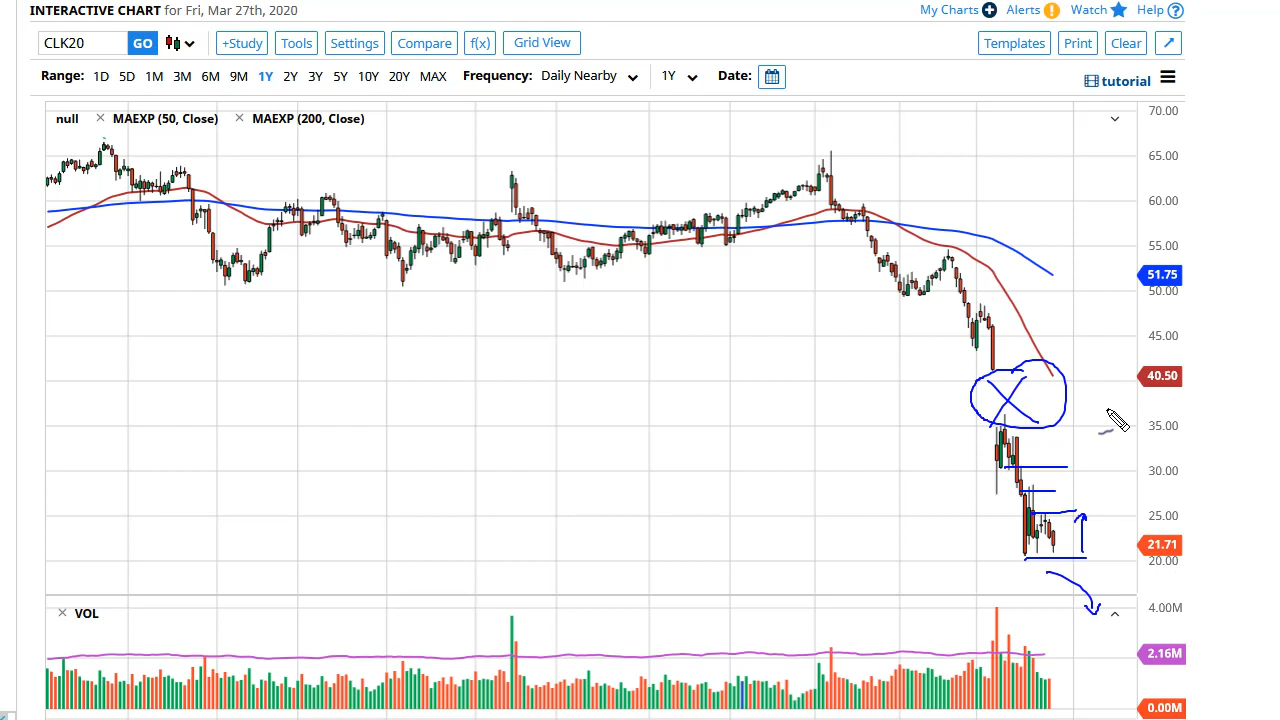 INTERACTIVE CHART for Fri, Mar 27th, 2020
My Charts Alerts Watch Help
CLK20 GO +Study Tools Settings Compare f(x) Grid View Templates Print Clear
Range: 1D 5D 1M 3M 6M 9M 1Y 2Y 3Y 5Y 10Y 20Y MAX Frequency: Daily Nearby 1Y Date:
tutorial
null MAEXP (50, Close) MAEXP (200, Close)
70.00
65.00
60.00
55.00
51.75
50.00
45.00
40.50
35.00
30.00
25.00
21.71
20.00
VOL
4.00M
2.16M
0.00M